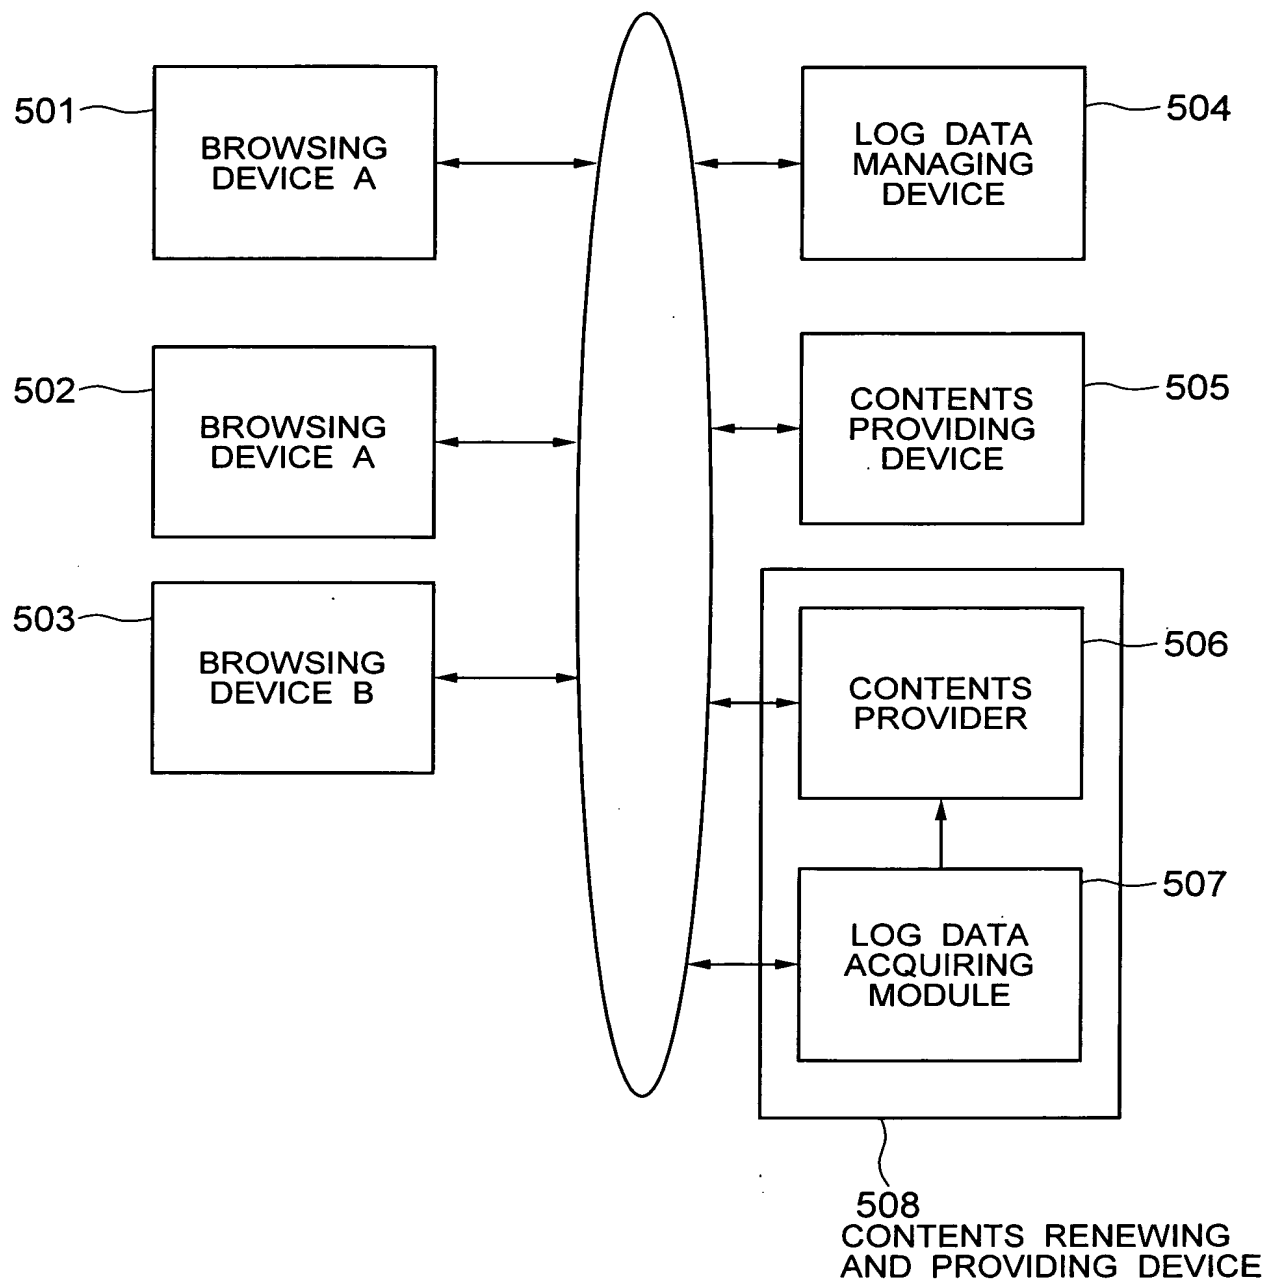 501
BROWSING
DEVICE A
502
BROWSING
DEVICE A
503
BROWSING
DEVICE B
504
LOG DATA
MANAGING
DEVICE
505
CONTENTS
PROVIDING
DEVICE
506
CONTENTS
PROVIDER
507
LOG DATA
ACQUIRING
MODULE
508
CONTENTS RENEWING
AND PROVIDING DEVICE